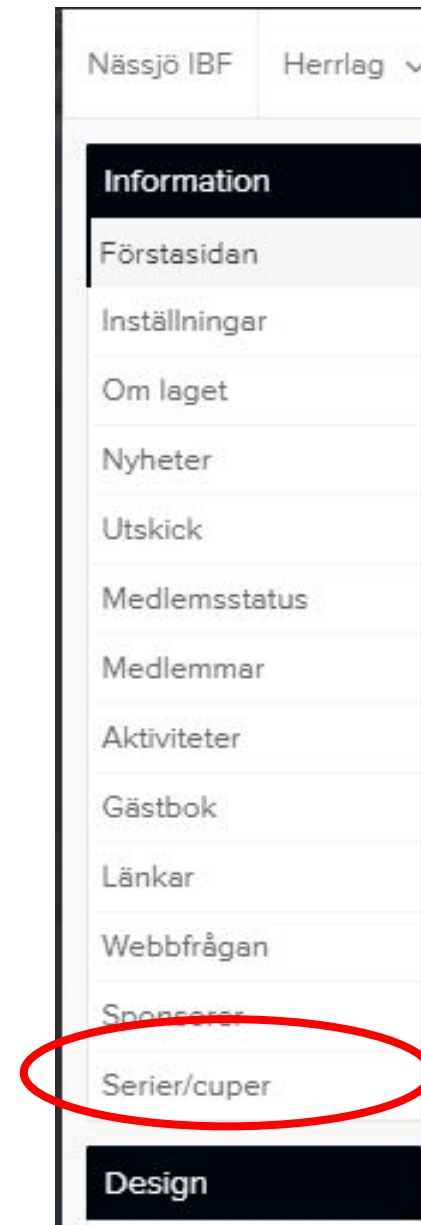 Nässjö IBF Herrlag
Information
Förstasidan
Inställningar
Om laget
Nyheter
Utskick
Medlemsstatus
Medlemmar
Aktiviteter
Gästbok
Länkar
Webbfrågan
Sponsorer
Serier/cuper
Design